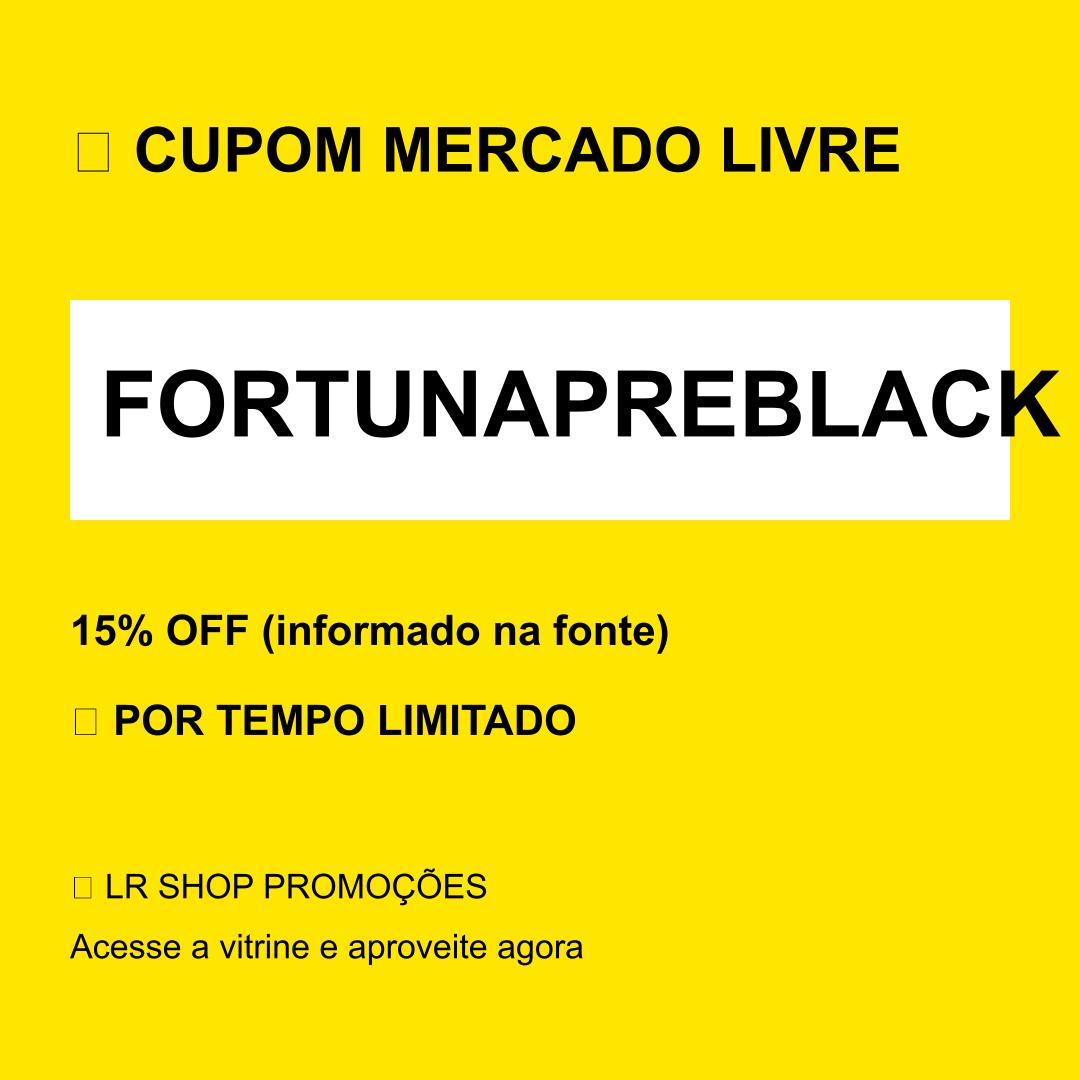 CUPOM MERCADO LIVRE
FORTUNAPREBLACK
15% OFF (informado na fonte)
POR TEMPO LIMITADO
LR SHOP PROMOÇÕES
Acesse a vitrine e aproveite agora